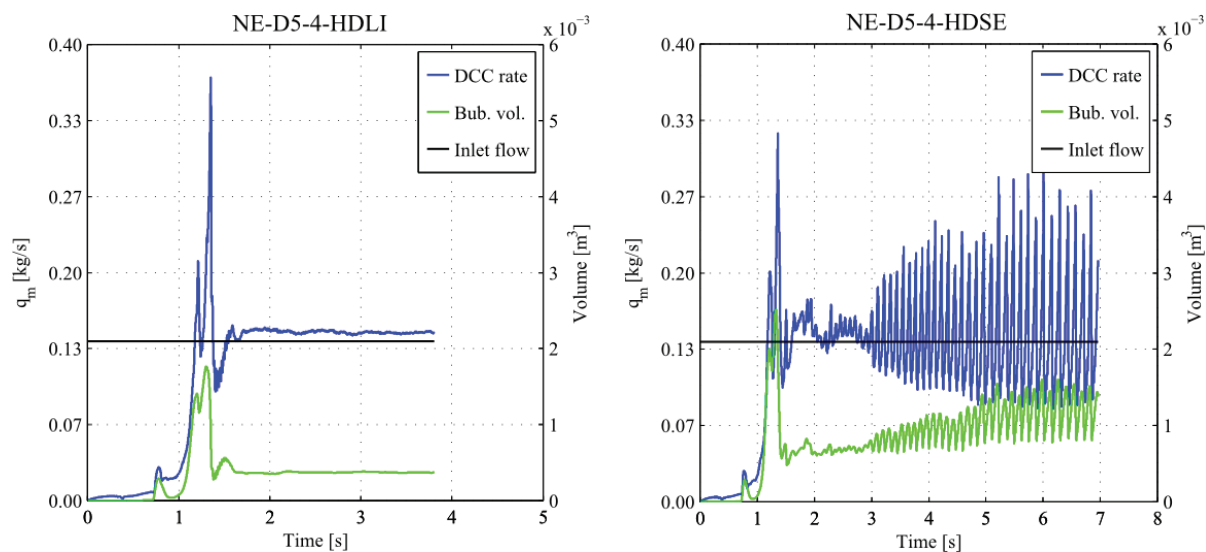 NE-D5-4-HDLI
x 10⁻³
0.40
0.33
0.27
0.20
0.13
0.07
0.00
qₘ [kg/s]
6
5
4
3
2
1
0
Volume [m³]
DCC rate
Bub. vol.
Inlet flow
0 1 2 3 4 5
Time [s]
NE-D5-4-HDSE
x 10⁻³
0.40
0.33
0.27
0.20
0.13
0.07
0.00
qₘ [kg/s]
6
5
4
3
2
1
0
Volume [m³]
DCC rate
Bub. vol.
Inlet flow
0 1 2 3 4 5 6 7 8
Time [s]